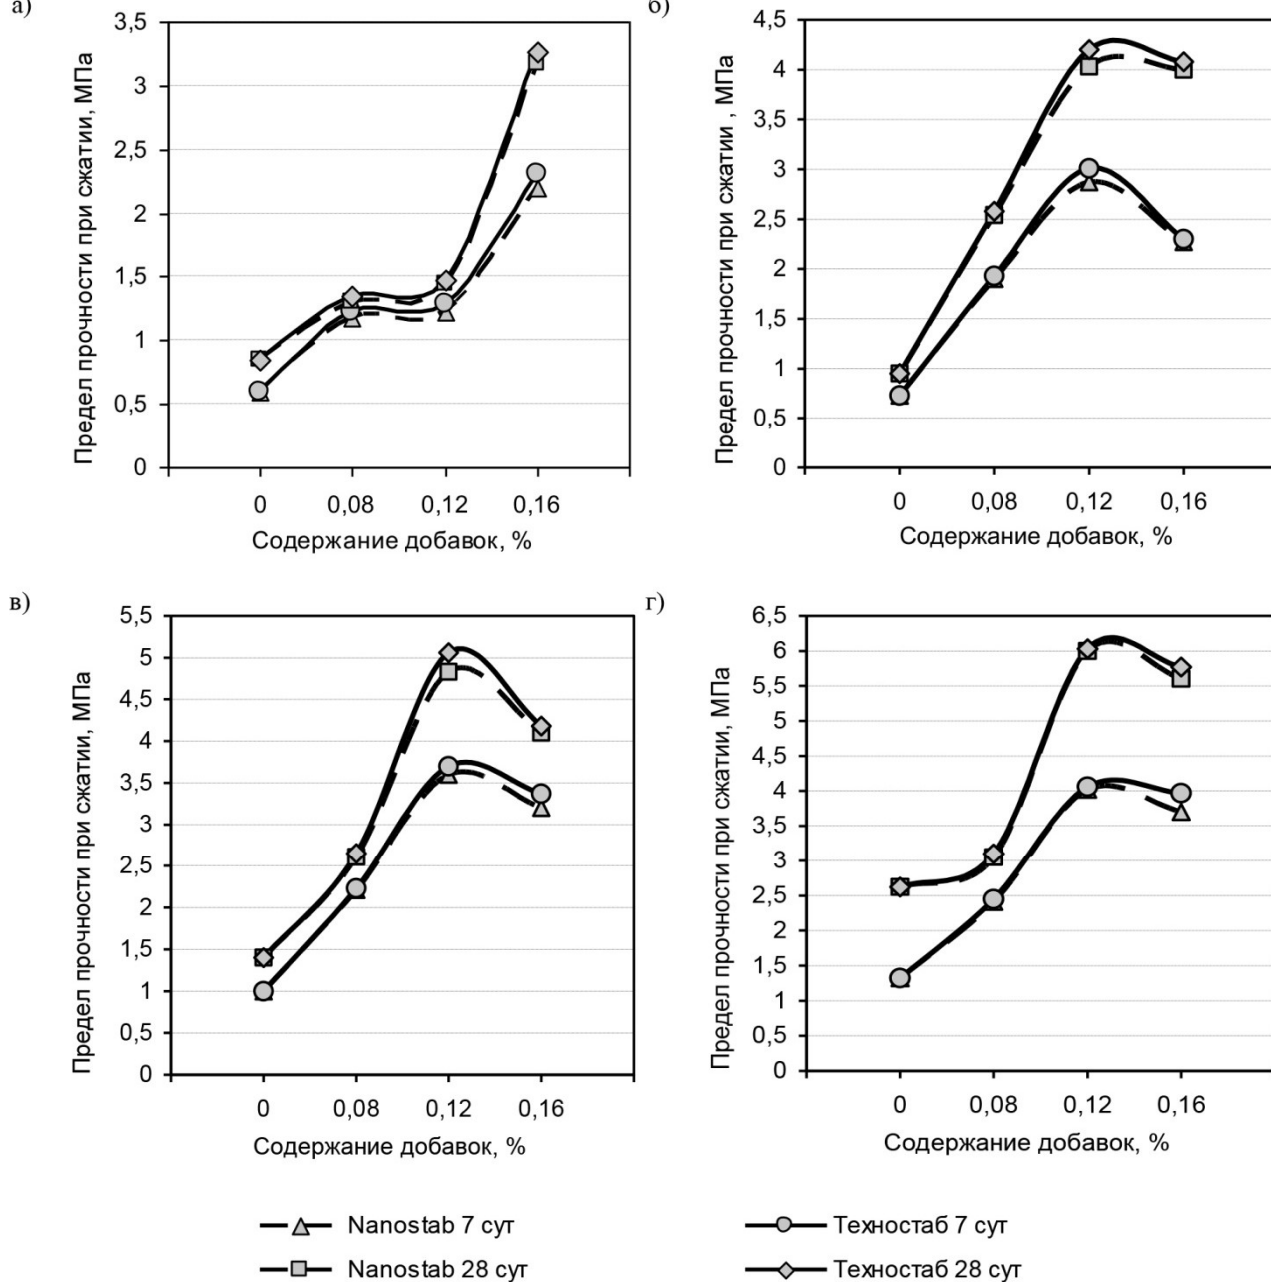 а)
Предел прочности при сжатии, МПа
3,5
3
2,5
2
1,5
1
0,5
0
0 0,08 0,12 0,16
Содержание добавок, %
б)
Предел прочности при сжатии , МПа
4,5
4
3,5
3
2,5
2
1,5
1
0,5
0
0 0,08 0,12 0,16
Содержание добавок, %
в)
Предел прочности при сжатии, МПа
5,5
5
4,5
4
3,5
3
2,5
2
1,5
1
0,5
0
0 0,08 0,12 0,16
Содержание добавок, %
г)
Предел прочности при сжатии, МПа
6,5
6
5,5
5
4,5
4
3,5
3
2,5
2
1,5
1
0,5
0
0 0,08 0,12 0,16
Содержание добавок, %
Nanostab 7 сут
Техностаб 7 сут
Nanostab 28 сут
Техностаб 28 сут